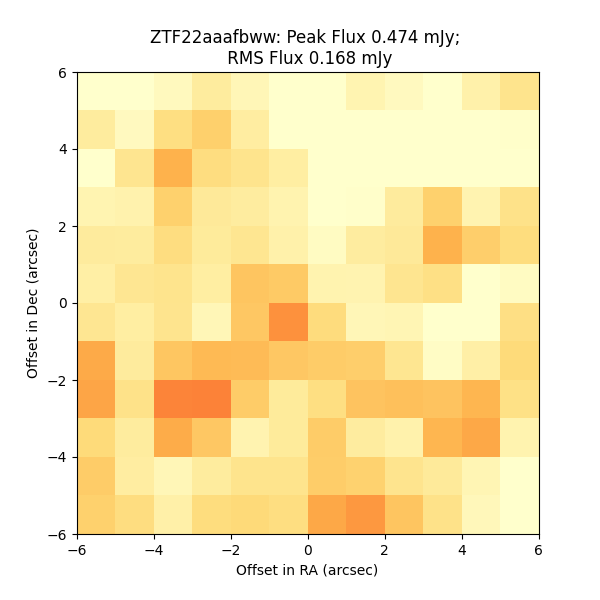 ZTF22aaafbww: Peak Flux 0.474 mJy;
RMS Flux 0.168 mJy
6
4
2
0
−2
−4
−6
Offset in Dec (arcsec)
−6 −4 −2 0 2 4 6
Offset in RA (arcsec)